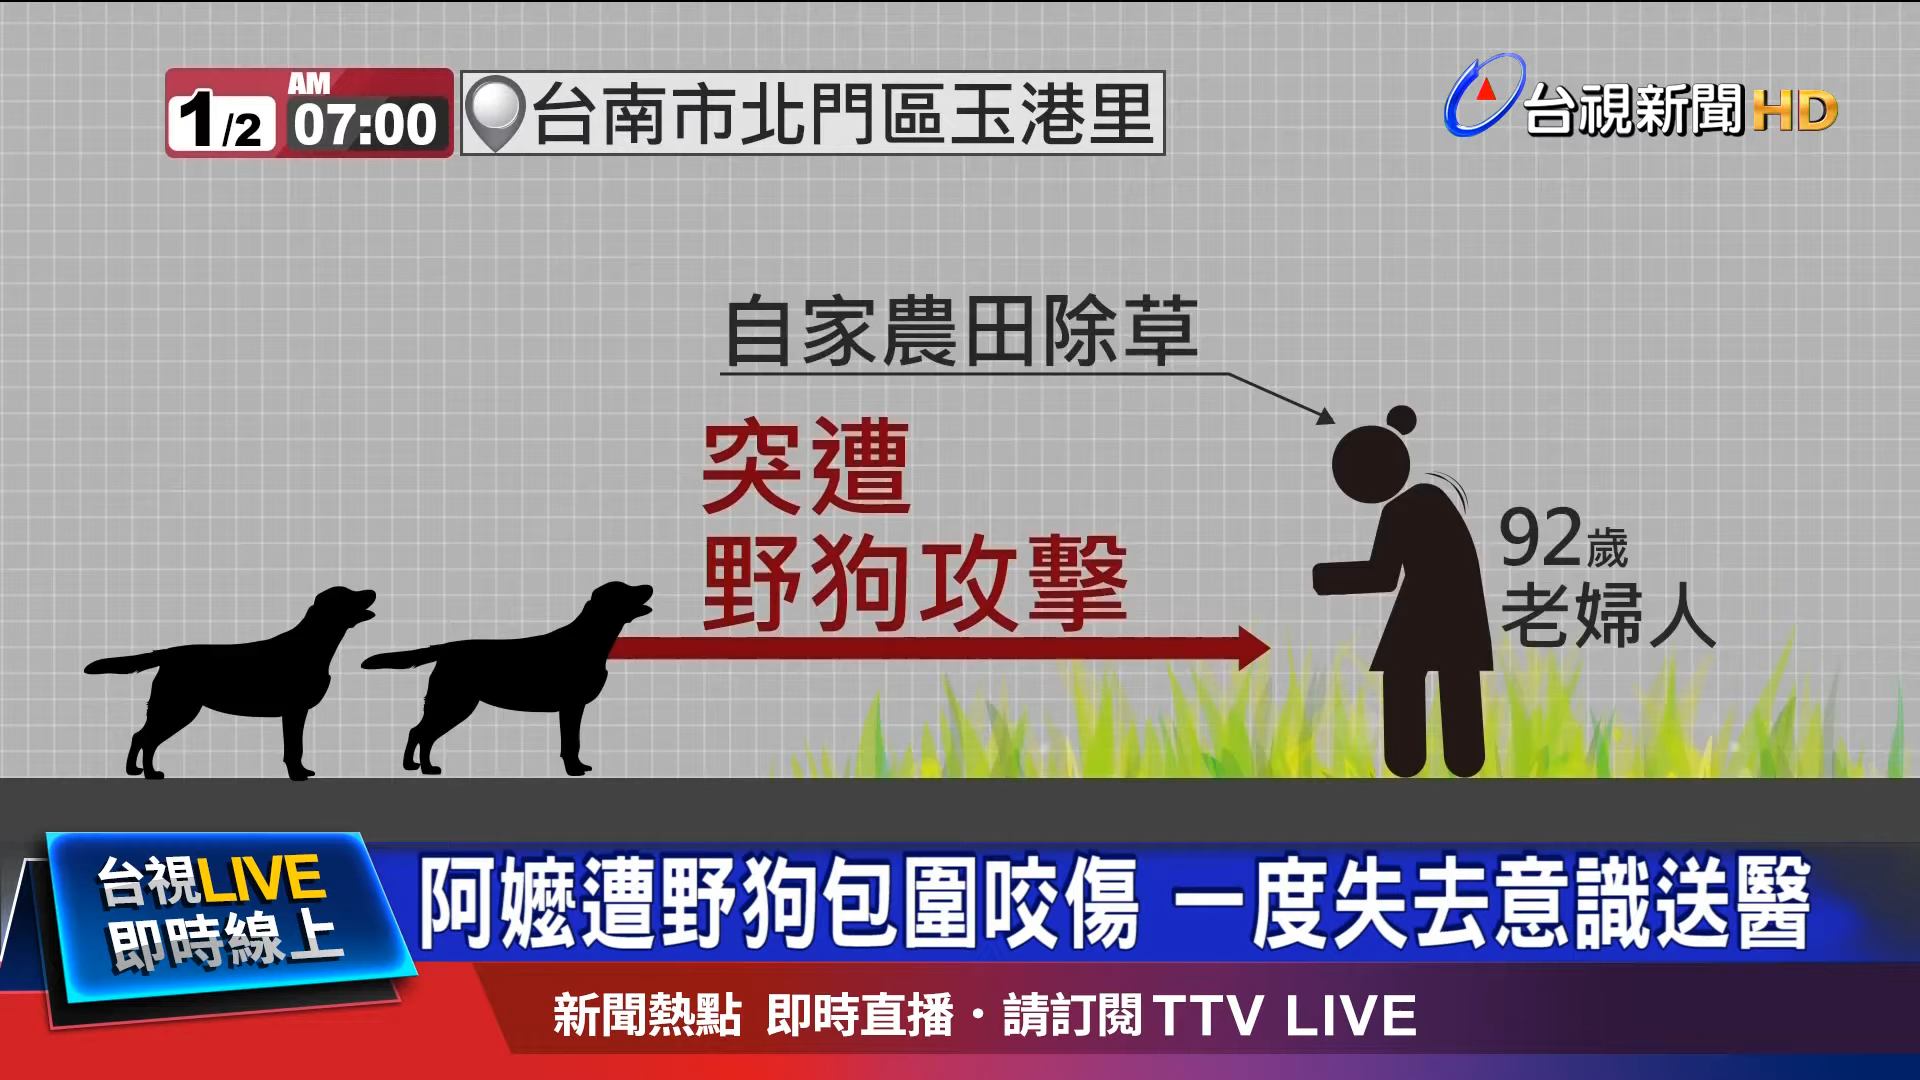 AM
1/2 07:00 台南市北門區玉港里
台視新聞HD
自家農田除草
突遭
野狗攻擊
92歲
老婦人
台視LIVE
即時線上
阿嬤遭野狗包圍咬傷 一度失去意識送醫
新聞熱點 即時直播・請訂閱TTV LIVE